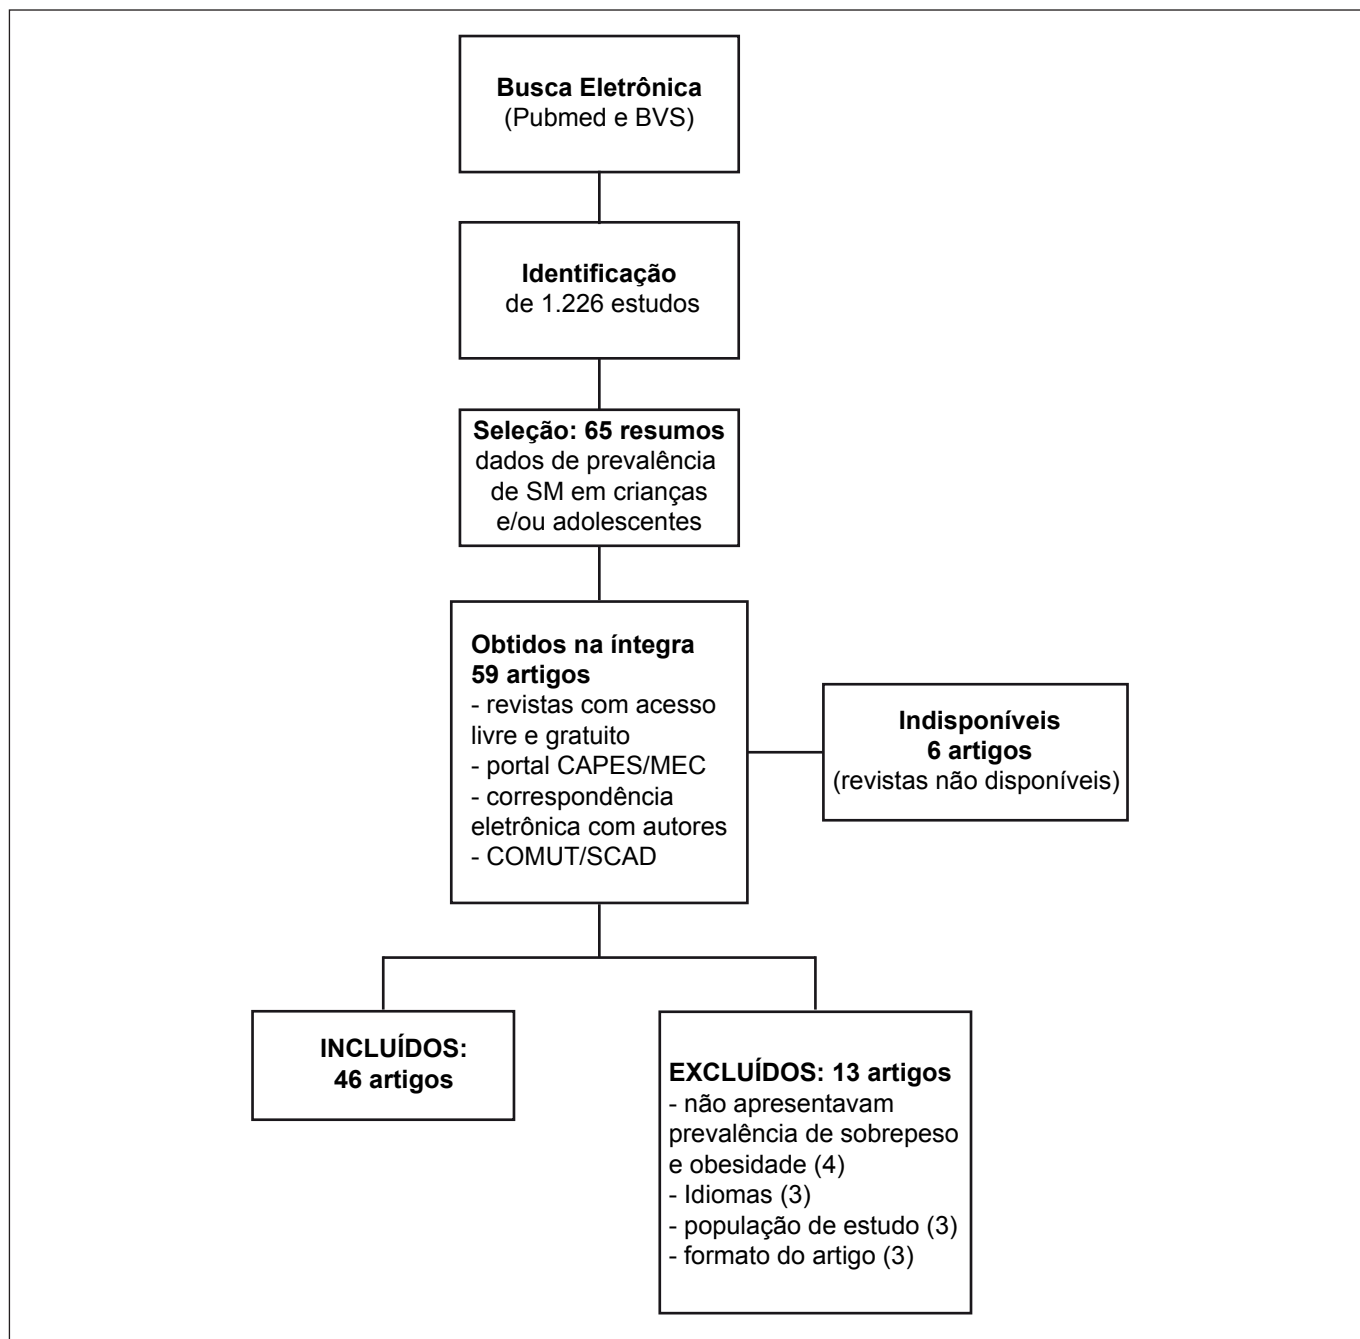 Busca Eletrônica
(Pubmed e BVS)
Identificação
de 1.226 estudos
Seleção: 65 resumos
dados de prevalência
de SM em crianças
e/ou adolescentes
Obtidos na íntegra
59 artigos
- revistas com acesso
livre e gratuito
- portal CAPES/MEC
- correspondência
eletrônica com autores
- COMUT/SCAD
Indisponíveis
6 artigos
(revistas não disponíveis)
INCLUÍDOS:
46 artigos
EXCLUÍDOS: 13 artigos
- não apresentavam
prevalência de sobrepeso
e obesidade (4)
- Idiomas (3)
- população de estudo (3)
- formato do artigo (3)